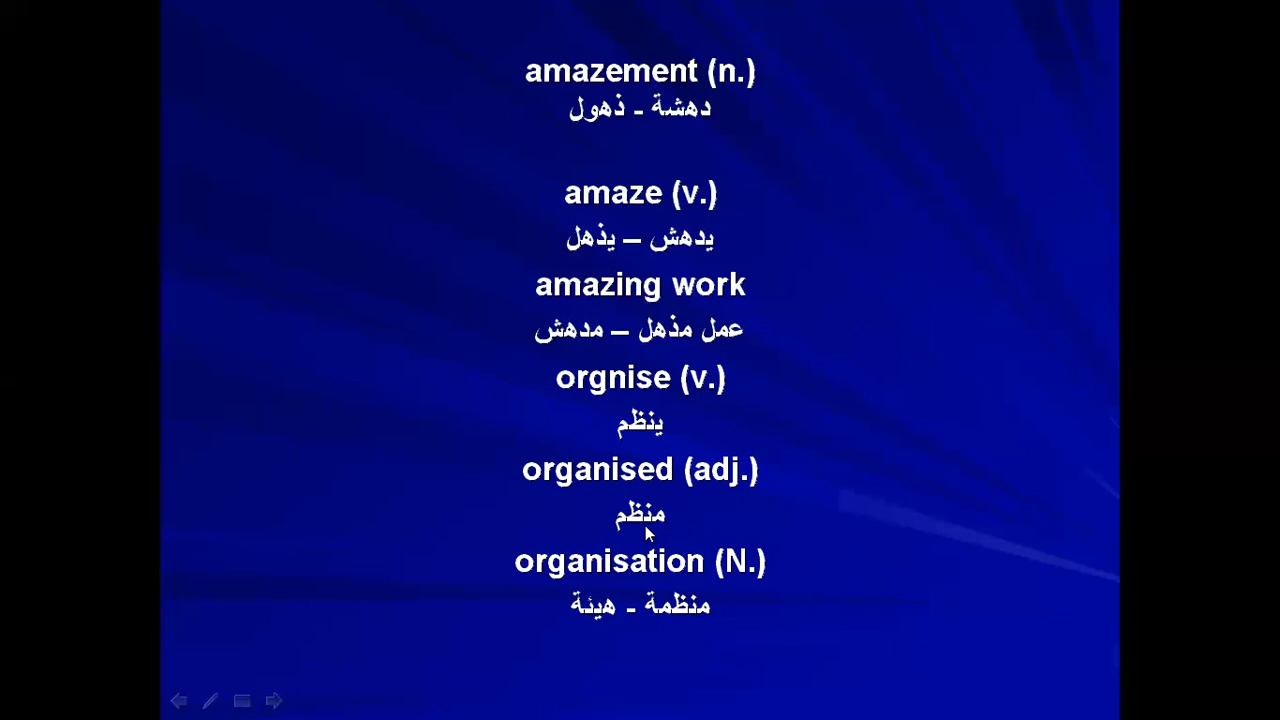 amazement (n.)
دهشة - ذهول
amaze (v.)
يدهش – يذهل
amazing work
عمل مذهل – مدهش
orgnise (v.)
ينظم
organised (adj.)
منظم
organisation (N.)
منظمة - هيئة